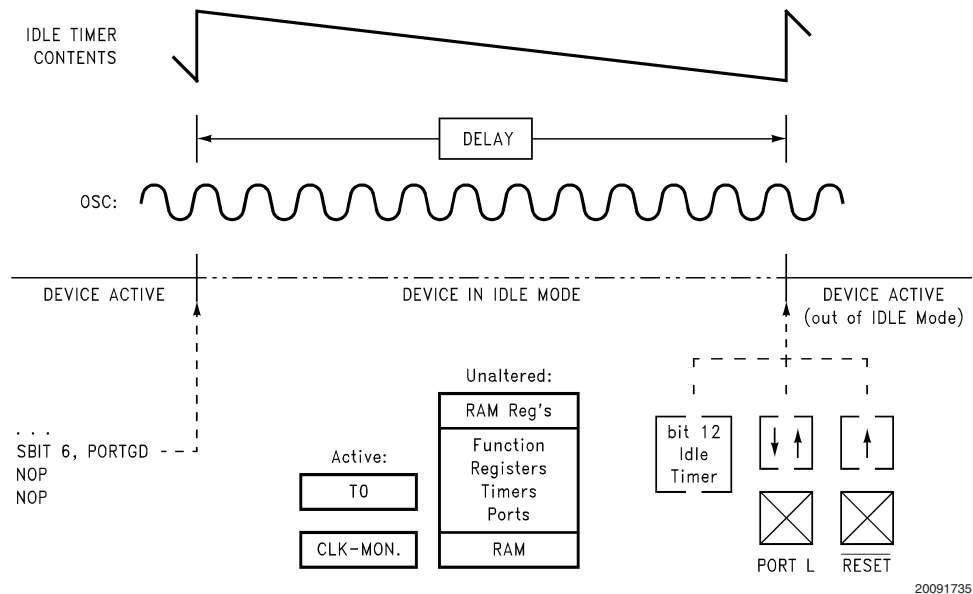 IDLE TIMER
CONTENTS
DELAY
OSC:
DEVICE ACTIVE
DEVICE IN IDLE MODE
DEVICE ACTIVE
(out of IDLE Mode)
. . .
SBIT 6, PORTGD
NOP
NOP
Active:
T0
CLK-MON.
Unaltered:
RAM Reg's
Function
Registers
Timers
Ports
RAM
bit 12
Idle
Timer
PORT L
RESET
20091735